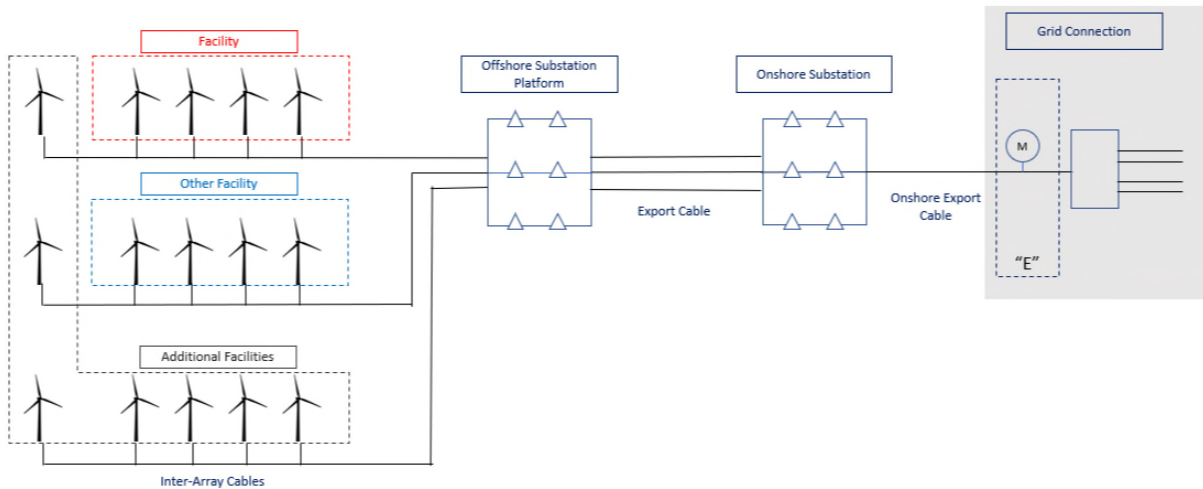 Facility
Offshore Substation
Platform
Onshore Substation
Grid Connection
M
Other Facility
Export Cable
Onshore Export
Cable
"E"
Additional Facilities
Inter-Array Cables